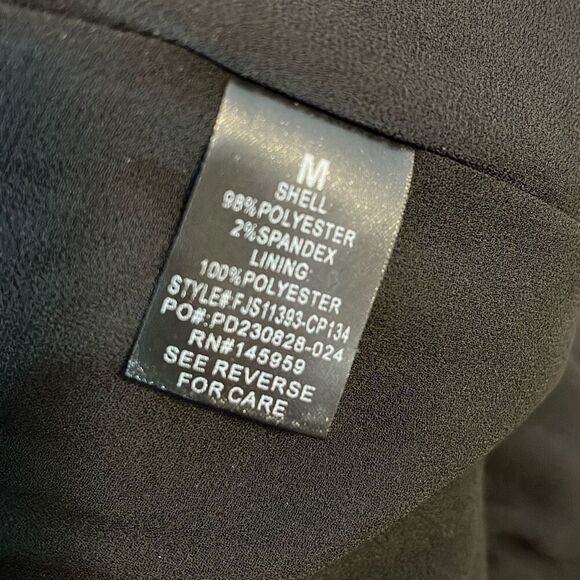 M
SHELL
98%POLYESTER
2%SPANDEX
LINING
100%POLYESTER
STYLE#:FJS11393-CP134
PO#:PD230828-024
RN#145959
SEE REVERSE
FOR CARE